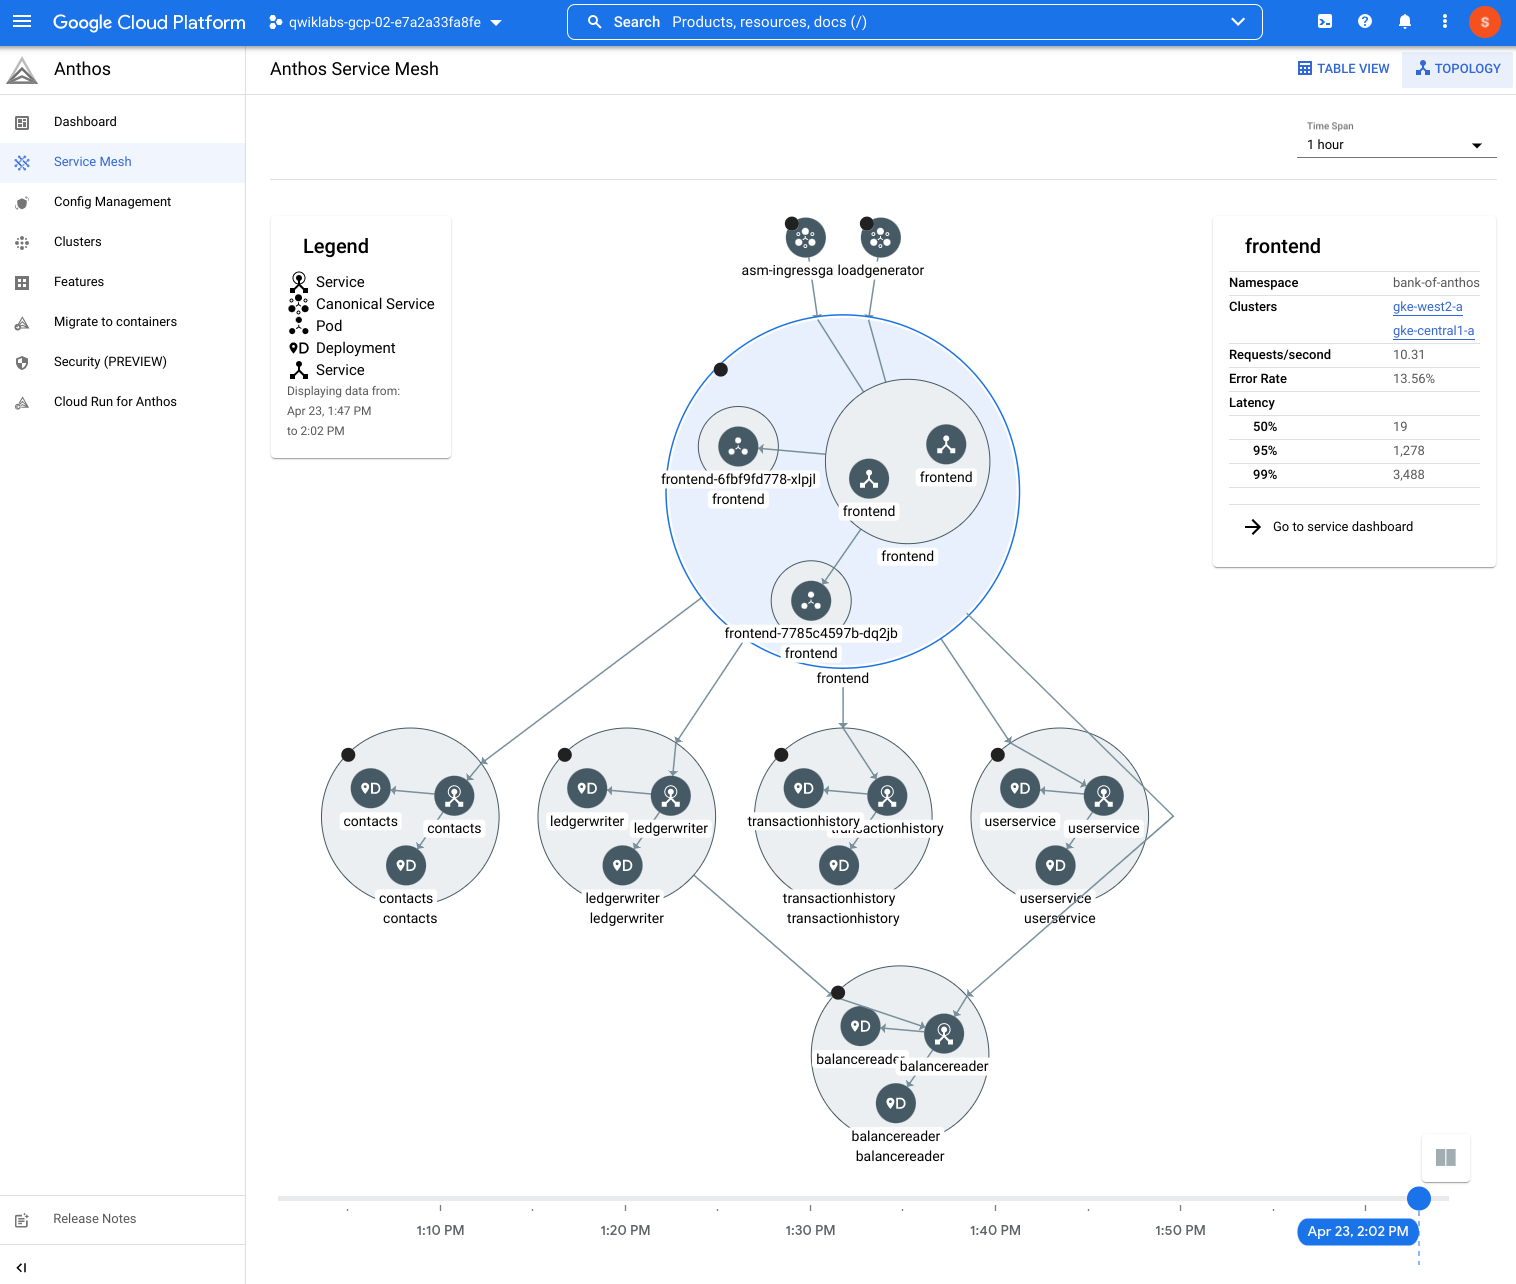 Google Cloud Platform
qwiklabs-gcp-02-e7a2a33fa8fe
Search Products, resources, docs (/)
S
Anthos
Anthos Service Mesh
TABLE VIEW
TOPOLOGY
Dashboard
Service Mesh
Config Management
Clusters
Features
Migrate to containers
Security (PREVIEW)
Cloud Run for Anthos
Release Notes
Time Span
1 hour
Legend
Service
Canonical Service
Pod
D Deployment
Service
Displaying data from:
Apr 23, 1:47 PM
to 2:02 PM
frontend
Namespace bank-of-anthos
Clusters gke-west2-a
gke-central1-a
Requests/second 10.31
Error Rate 13.56%
Latency
50% 19
95% 1,278
99% 3,488
Go to service dashboard
asm-ingressga loadgenerator
frontend-6fbf9fd778-xlpjl
frontend
frontend
frontend
frontend
frontend-7785c4597b-dq2jb
frontend
frontend
D
contacts
contacts
D
contacts
contacts
D
ledgerwriter
ledgerwriter
D
ledgerwriter
ledgerwriter
D
transactionhistory
transactionhistory
D
transactionhistory
transactionhistory
D
userservice
userservice
D
userservice
userservice
D
balancereader
balancereader
D
balancereader
balancereader
1:10 PM
1:20 PM
1:30 PM
1:40 PM
1:50 PM
Apr 23, 2:02 PM